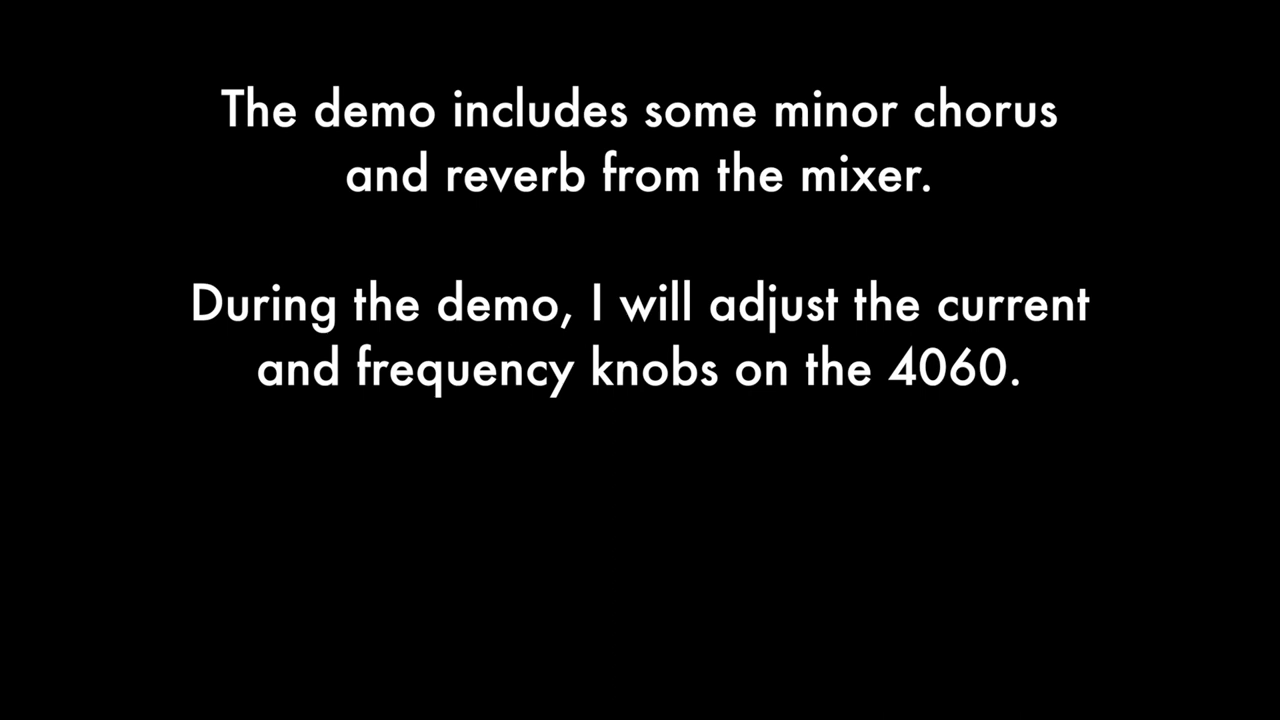 The demo includes some minor chorus
and reverb from the mixer.
During the demo, I will adjust the current
and frequency knobs on the 4060.